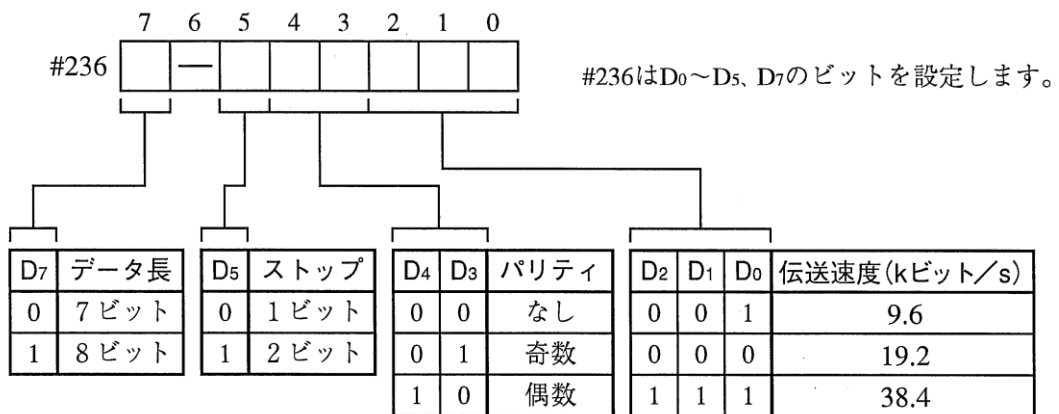 7 6 5 4 3 2 1 0
#236 —
#236はD0～D5、D7のビットを設定します。
D7 データ長
0 7ビット
1 8ビット
D5 ストップ
0 1ビット
1 2ビット
D4 D3 パリティ
0 0 なし
0 1 奇数
1 0 偶数
D2 D1 D0 伝送速度(kビット／s)
0 0 1 9.6
0 0 0 19.2
1 1 1 38.4